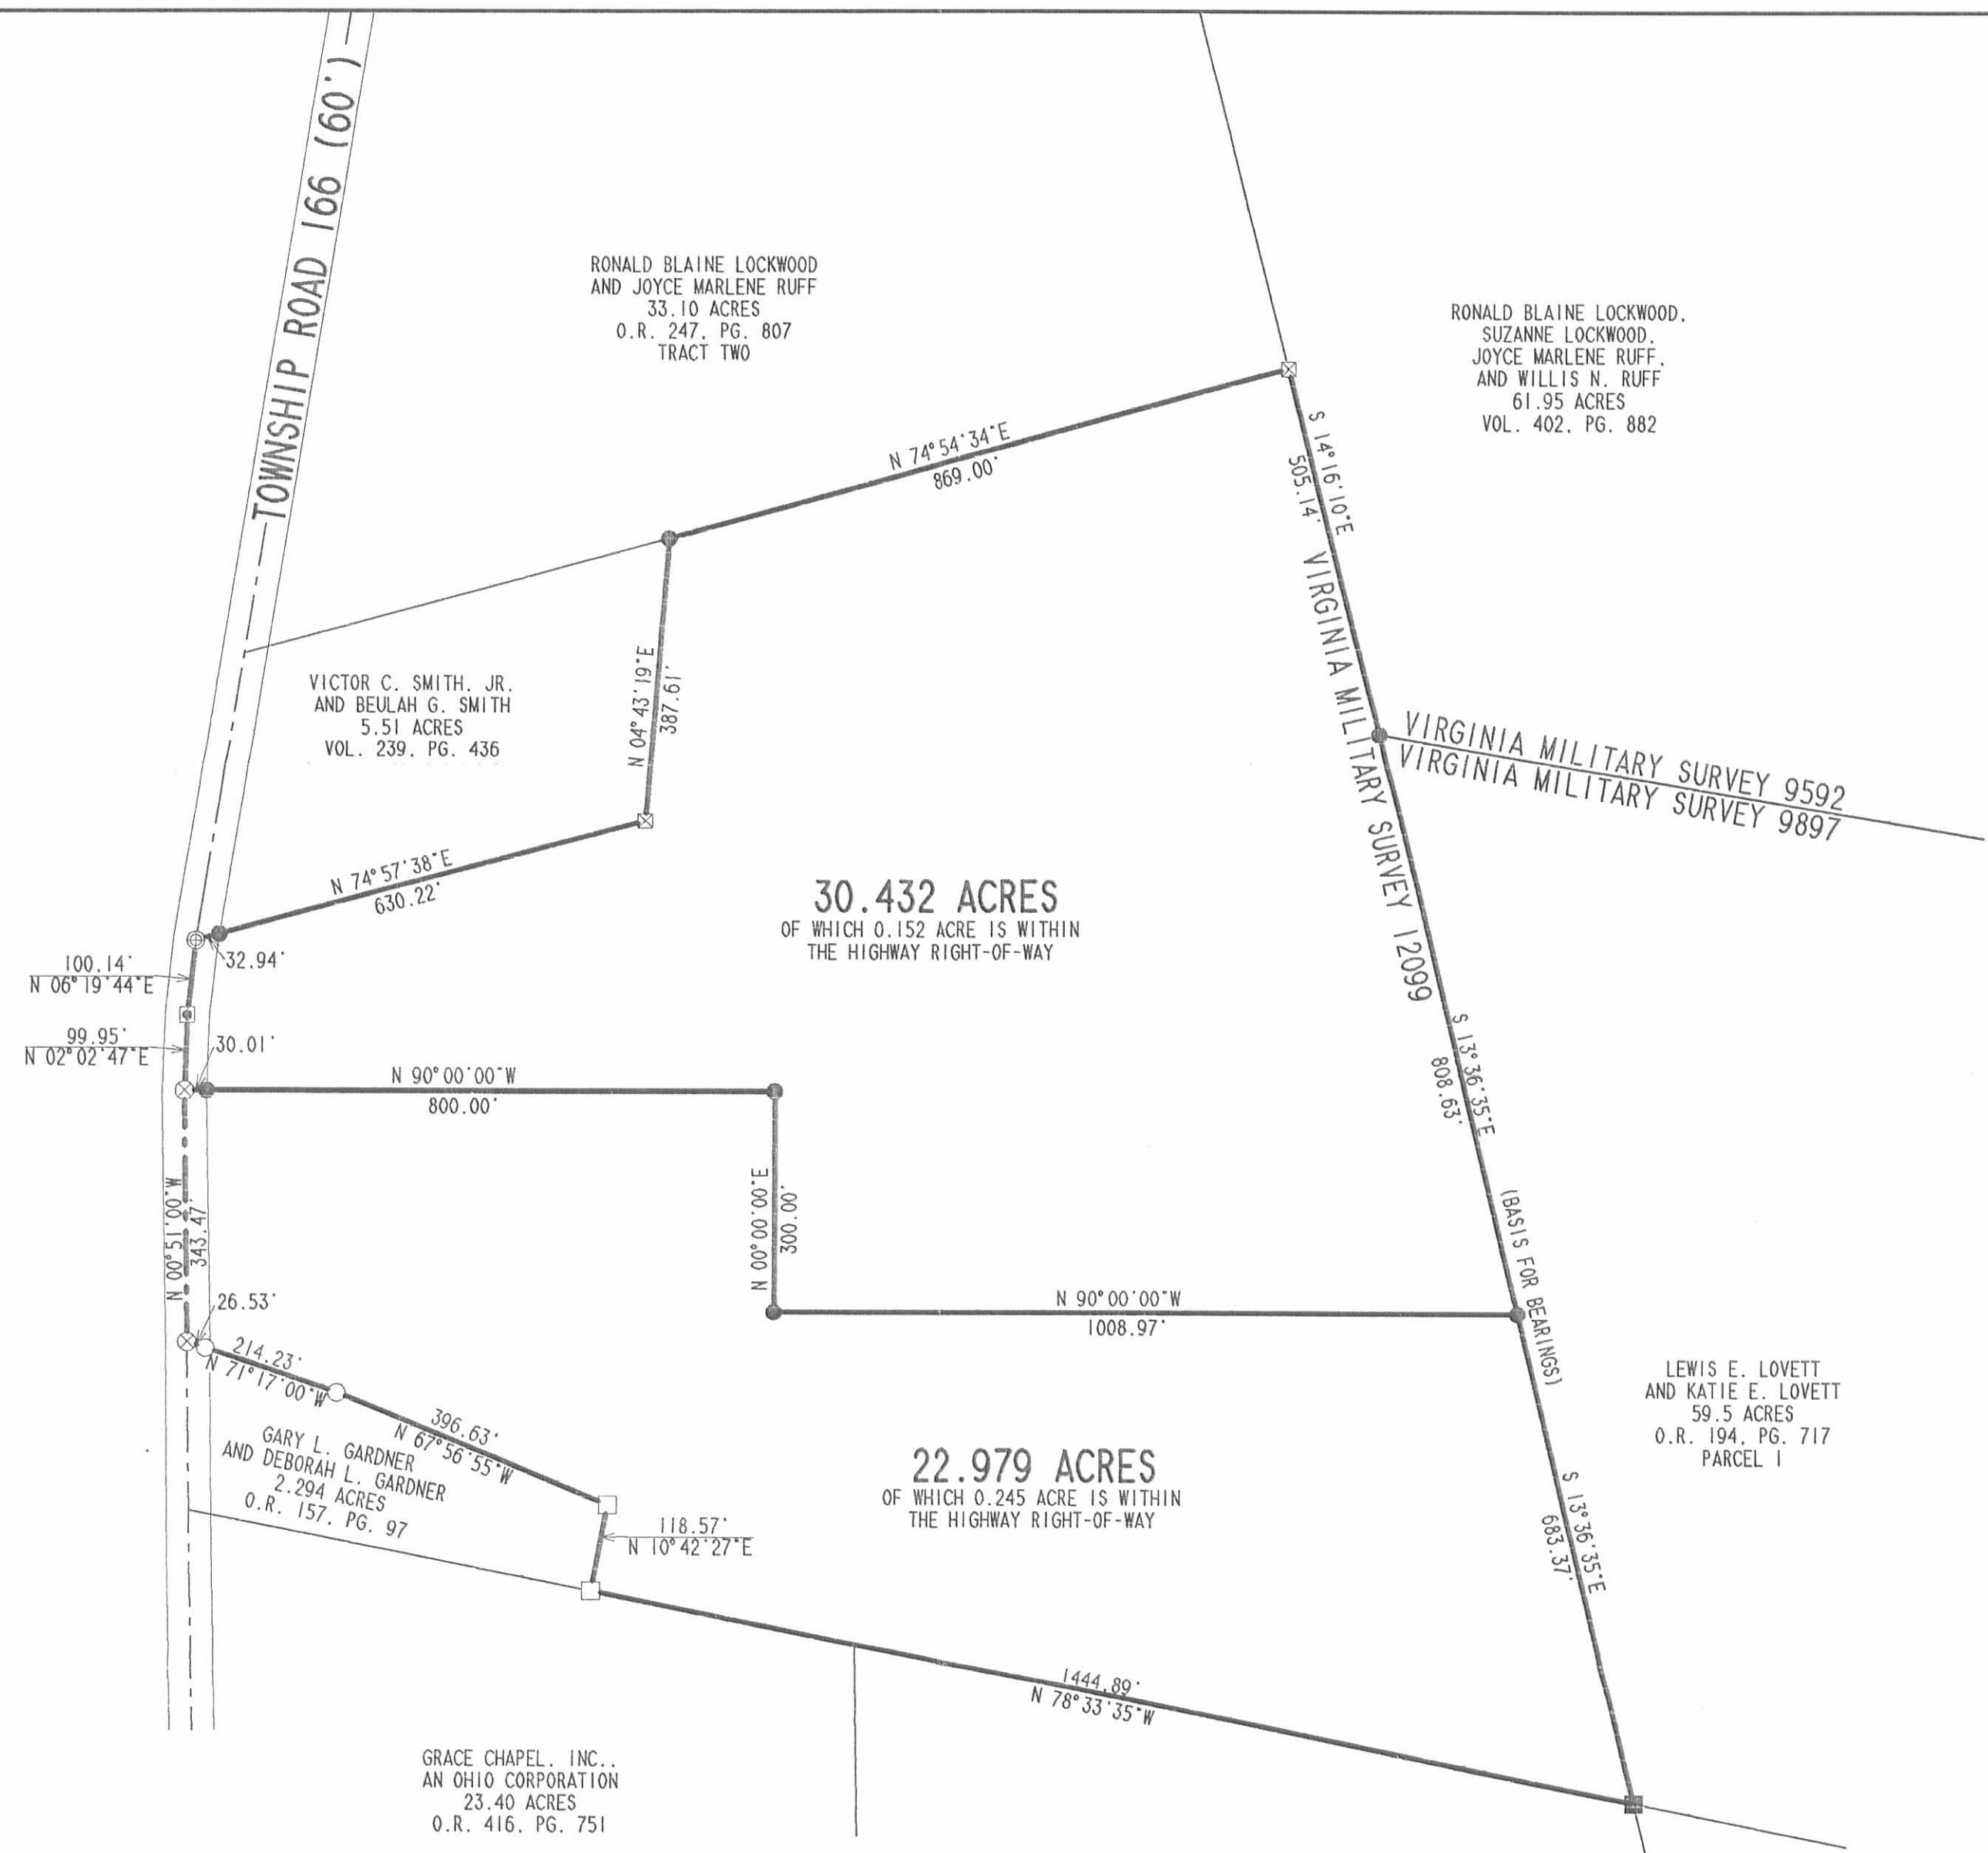 TOWNSHIP ROAD 166 (60')
RONALD BLAINE LOCKWOOD
AND JOYCE MARLENE RUFF
33.10 ACRES
O.R. 247, PG. 807
TRACT TWO
RONALD BLAINE LOCKWOOD,
SUZANNE LOCKWOOD,
JOYCE MARLENE RUFF,
AND WILLIS N. RUFF
61.95 ACRES
VOL. 402, PG. 882
N 74°54'34"E
869.00'
S 14°16'10"E
505.14'
VIRGINIA MILITARY SURVEY 12099
VICTOR C. SMITH, JR.
AND BEULAH G. SMITH
5.51 ACRES
VOL. 239, PG. 436
N 04°43'19"E
387.61'
VIRGINIA MILITARY SURVEY 9592
VIRGINIA MILITARY SURVEY 9897
N 74°57'38"E
630.22'
32.94'
30.432 ACRES
OF WHICH 0.152 ACRE IS WITHIN
THE HIGHWAY RIGHT-OF-WAY
100.14'
N 06°19'44"E
99.95'
N 02°02'47"E
30.01'
N 90°00'00"W
800.00'
S 13°36'35"E
808.63'
(BASIS FOR BEARINGS)
N 00°51'00"W
343.47'
N 00°00'00"E
300.00'
26.53'
N 90°00'00"W
1008.97'
214.23'
N 71°17'00"W
396.63'
N 67°56'55"W
GARY L. GARDNER
AND DEBORAH L. GARDNER
2.294 ACRES
O.R. 157, PG. 97
LEWIS E. LOVETT
AND KATIE E. LOVETT
59.5 ACRES
O.R. 194, PG. 717
PARCEL 1
22.979 ACRES
OF WHICH 0.245 ACRE IS WITHIN
THE HIGHWAY RIGHT-OF-WAY
118.57'
N 10°42'27"E
S 13°36'35"E
683.37'
1444.89'
N 78°33'35"W
GRACE CHAPEL, INC.,
AN OHIO CORPORATION
23.40 ACRES
O.R. 416, PG. 751